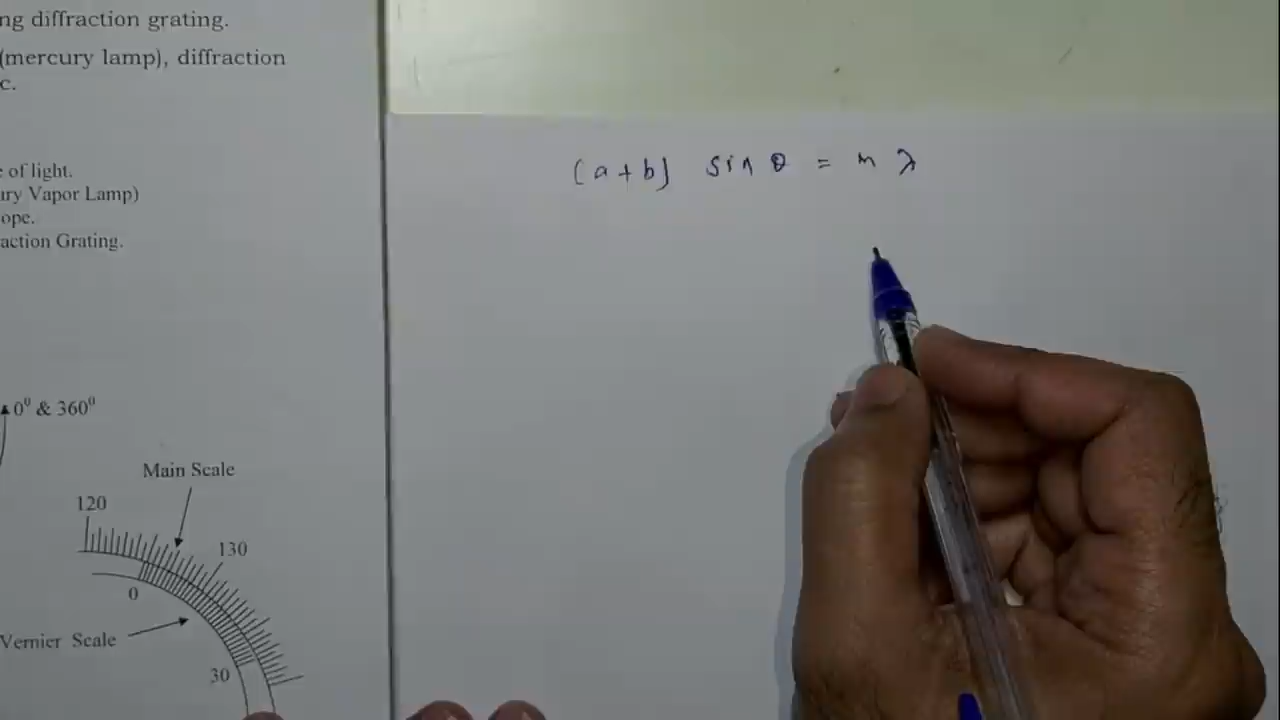 ng diffraction grating.
(mercury lamp), diffraction
c.
e of light.
ury Vapor Lamp)
ope.
action Grating.
0⁰ & 360⁰
Main Scale
120
130
0
Vernier Scale
30
(a+b) sin θ = n λ